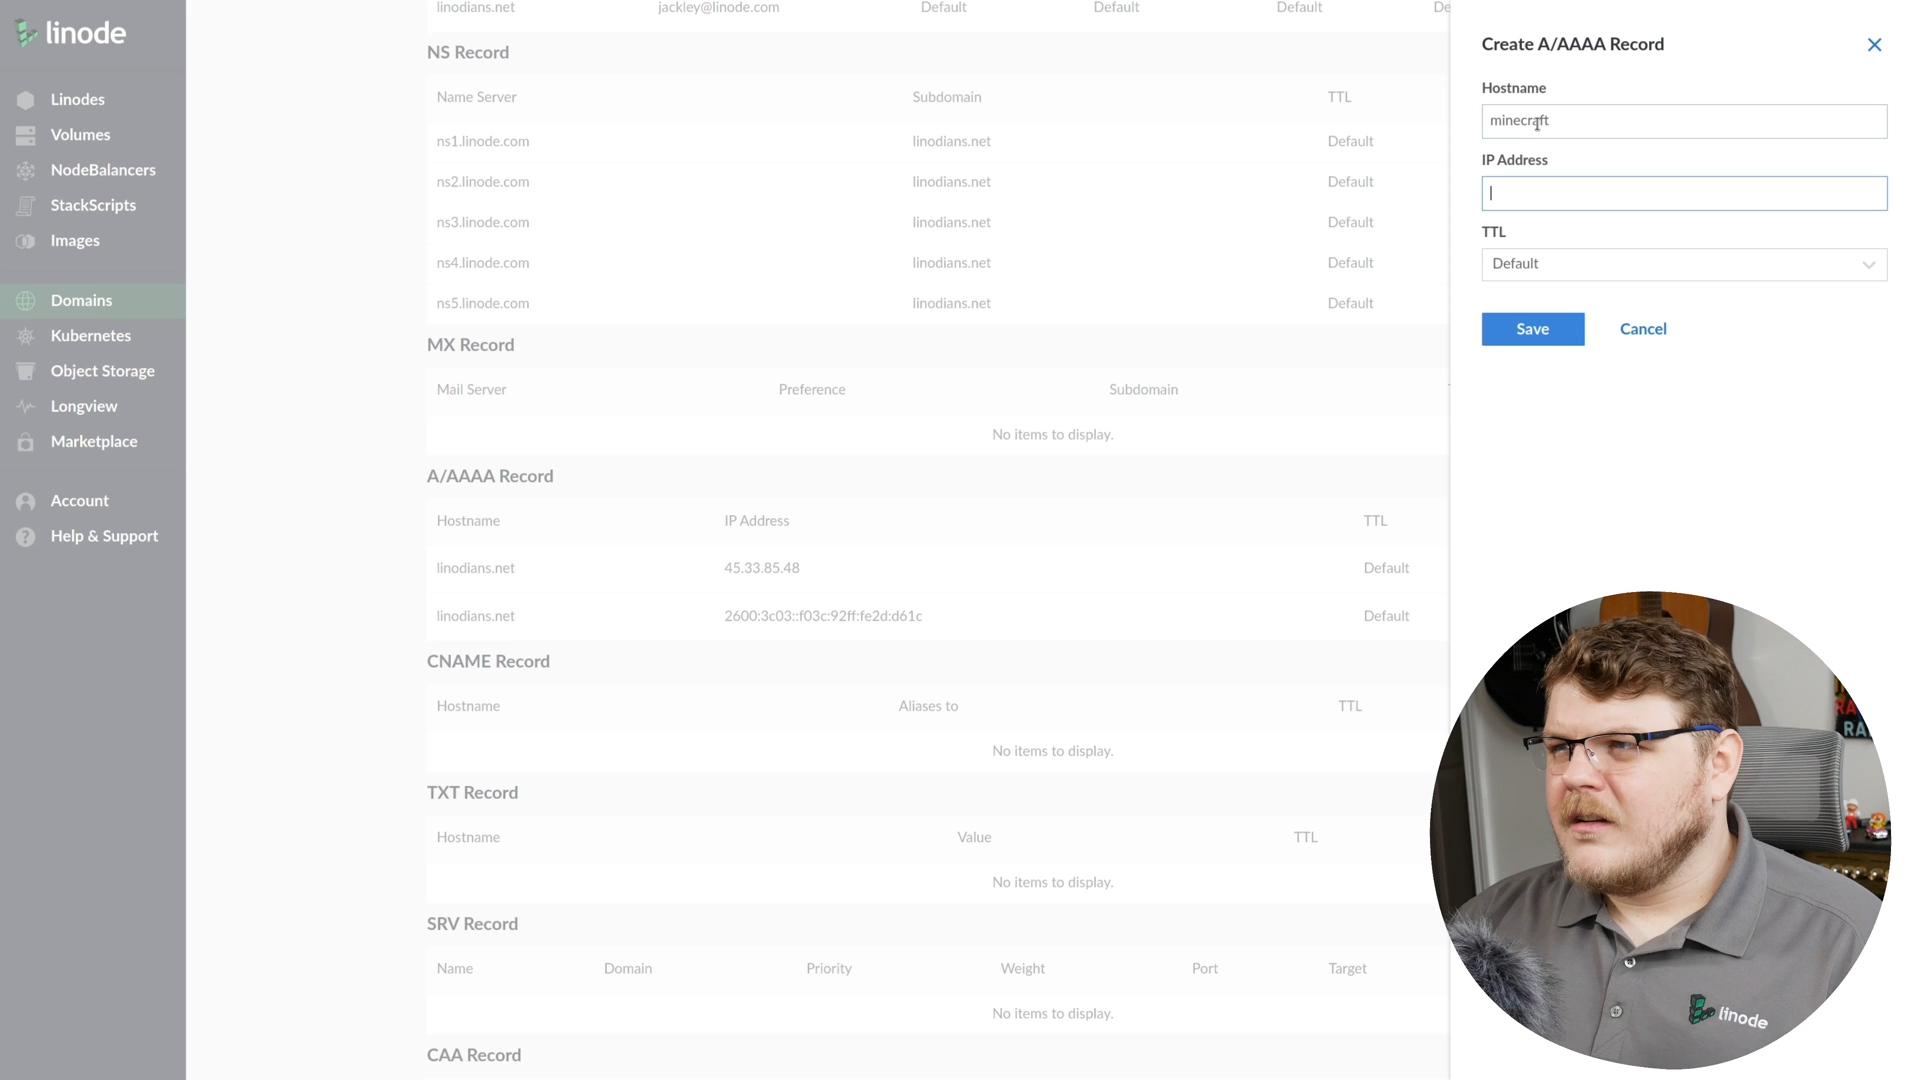 linode
Linodes
Volumes
NodeBalancers
StackScripts
Images
Domains
Kubernetes
Object Storage
Longview
Marketplace
Account
Help & Support
linodians.net jackley@linode.com Default Default Default De
NS Record
Name Server Subdomain TTL
ns1.linode.com linodians.net Default
ns2.linode.com linodians.net Default
ns3.linode.com linodians.net Default
ns4.linode.com linodians.net Default
ns5.linode.com linodians.net Default
MX Record
Mail Server Preference Subdomain
No items to display.
A/AAAA Record
Hostname IP Address TTL
linodians.net 45.33.85.48 Default
linodians.net 2600:3c03::f03c:92ff:fe2d:d61c Default
CNAME Record
Hostname Aliases to TTL
No items to display.
TXT Record
Hostname Value TTL
No items to display.
SRV Record
Name Domain Priority Weight Port Target
No items to display.
CAA Record
Create A/AAAA Record
Hostname
minecraft
IP Address
TTL
Default
Save Cancel
RA
linode